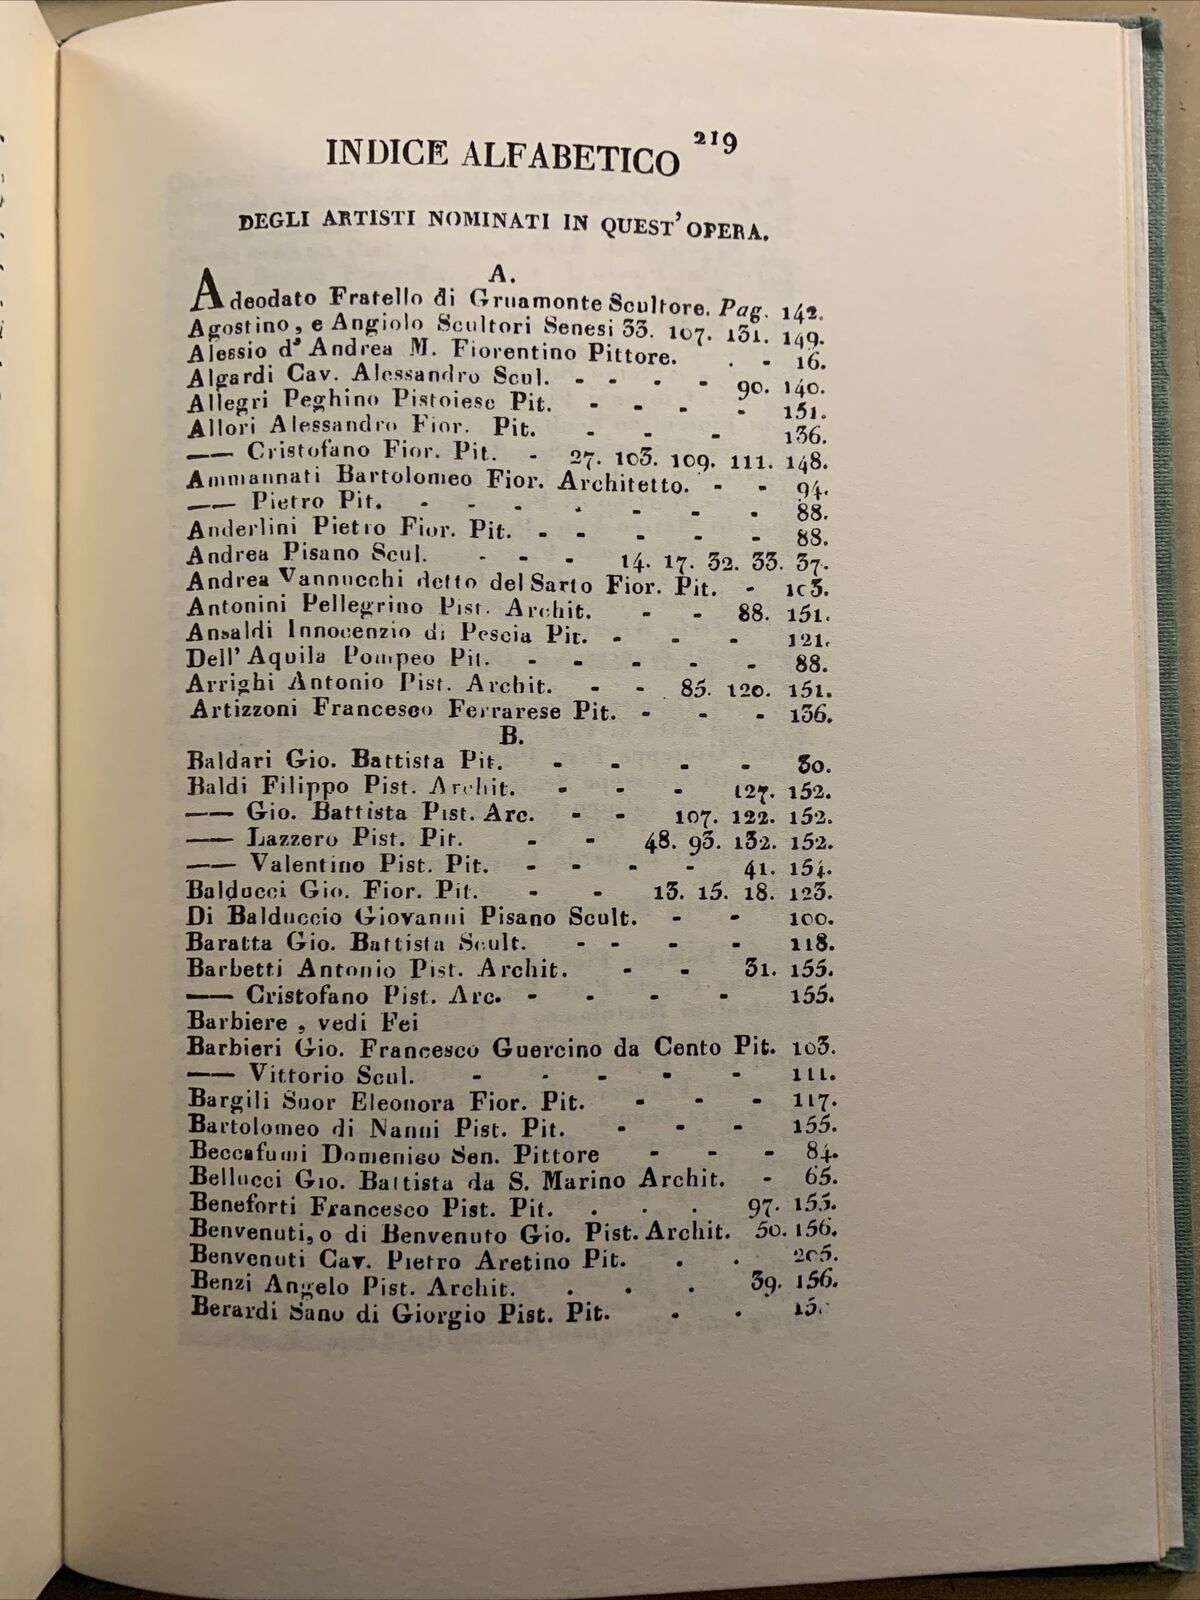 219
INDICE ALFABETICO
DEGLI ARTISTI NOMINATI IN QUEST' OPERA.
A.
Adeodato Fratello di Gruamonte Scultore. Pag. 142.
Agostino, e Angiolo Scultori Senesi 33. 107. 131. 149.
Alessio d' Andrea M. Fiorentino Pittore. . - 16.
Algardi Cav. Alessandro Scul. - - - - 90. 140.
Allegri Peghino Pistoiese Pit. - - - - 151.
Allori Alessandro Fior. Pit. - - - 136.
—— Cristofano Fior. Pit. - 27. 103. 109. 111. 148.
Ammannati Bartolomeo Fior. Architetto. - - 94.
—— Pietro Pit. - - - - - - - 88.
Anderlini Pietro Fior. Pit. - - - - - 88.
Andrea Pisano Scul. - - - 14. 17. 32. 33. 37.
Andrea Vannucchi detto del Sarto Fior. Pit. - 103.
Antonini Pellegrino Pist. Archit. - - 88. 151.
Ansaldi Innocenzio di Pescia Pit. - - - 121.
Dell' Aquila Pompeo Pit. - - - - - 88.
Arrighi Antonio Pist. Archit. - - 85. 120. 151.
Artizzoni Francesco Ferrarese Pit. - - - 136.
B.
Baldari Gio. Battista Pit. - - - - 30.
Baldi Filippo Pist. Archit. - - - 127. 152.
—— Gio. Battista Pist. Arc. - - 107. 122. 152.
—— Lazzero Pist. Pit. - - 48. 93. 132. 152.
—— Valentino Pist. Pit. - - - - 41. 154.
Balducci Gio. Fior. Pit. - - 13. 15. 18. 123.
Di Balduccio Giovanni Pisano Scult. - - 100.
Baratta Gio. Battista Scult. - - - - 118.
Barbetti Antonio Pist. Archit. - - 31. 155.
—— Cristofano Pist. Arc. - - - - 155.
Barbiere , vedi Fei
Barbieri Gio. Francesco Guercino da Cento Pit. 103.
—— Vittorio Scul. - - - - - 111.
Bargili Suor Eleonora Fior. Pit. - - - 117.
Bartolomeo di Nanni Pist. Pit. - - - 155.
Beccafumi Domenico Sen. Pittore - - - 84.
Bellucci Gio. Battista da S. Marino Archit. - 65.
Beneforti Francesco Pist. Pit. . . . 97. 155.
Benvenuti, o di Benvenuto Gio. Pist. Archit. 50. 156.
Benvenuti Cav. Pietro Aretino Pit. . . 205.
Benzi Angelo Pist. Archit. . . . 39. 156.
Berardi Sano di Giorgio Pist. Pit. . .